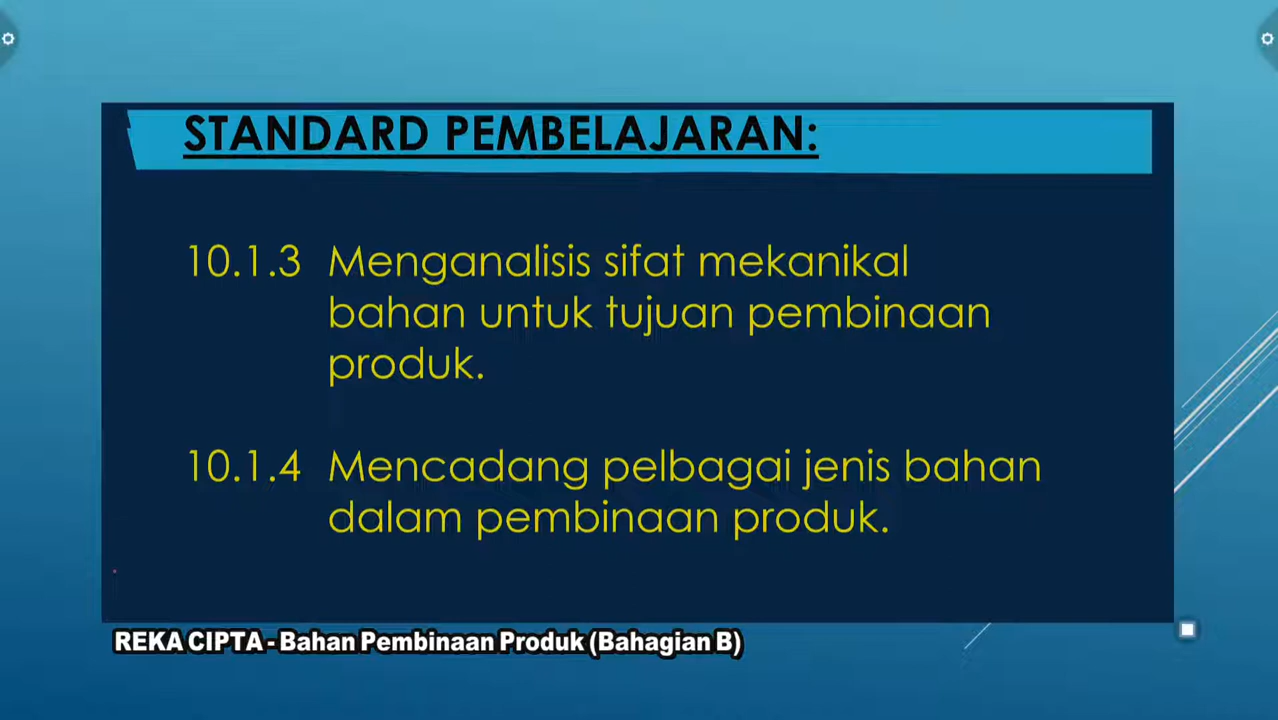 STANDARD PEMBELAJARAN:
10.1.3 Menganalisis sifat mekanikal
bahan untuk tujuan pembinaan
produk.
10.1.4 Mencadang pelbagai jenis bahan
dalam pembinaan produk.
REKA CIPTA - Bahan Pembinaan Produk (Bahagian B)